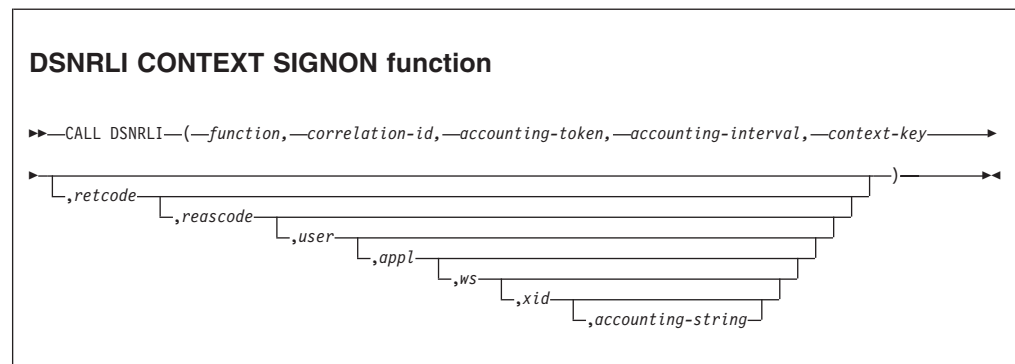 DSNRLI CONTEXT SIGNON function
CALL DSNRLI ( function, correlation-id, accounting-token, accounting-interval, context-key
)
,retcode
,reascode
,user
,appl
,ws
,xid
,accounting-string